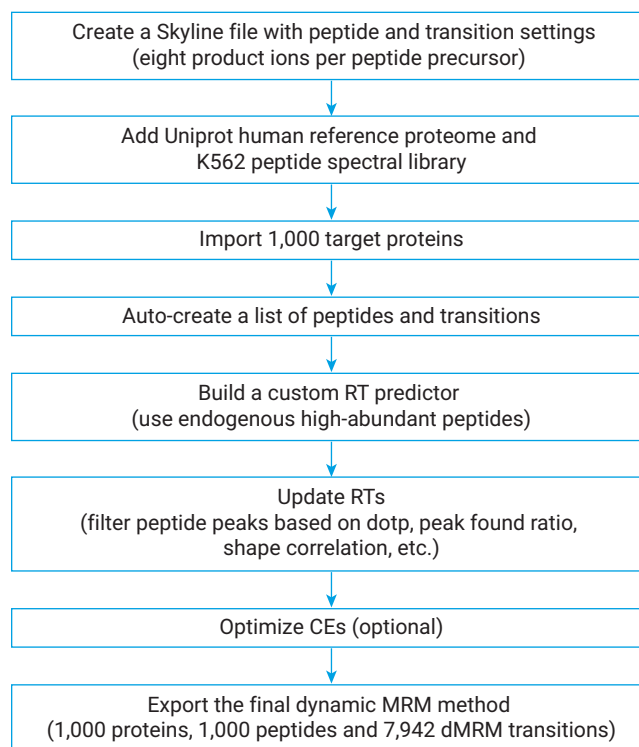 Create a Skyline file with peptide and transition settings
(eight product ions per peptide precursor)
Add Uniprot human reference proteome and
K562 peptide spectral library
Import 1,000 target proteins
Auto-create a list of peptides and transitions
Build a custom RT predictor
(use endogenous high-abundant peptides)
Update RTs
(filter peptide peaks based on dotp, peak found ratio,
shape correlation, etc.)
Optimize CEs (optional)
Export the final dynamic MRM method
(1,000 proteins, 1,000 peptides and 7,942 dMRM transitions)